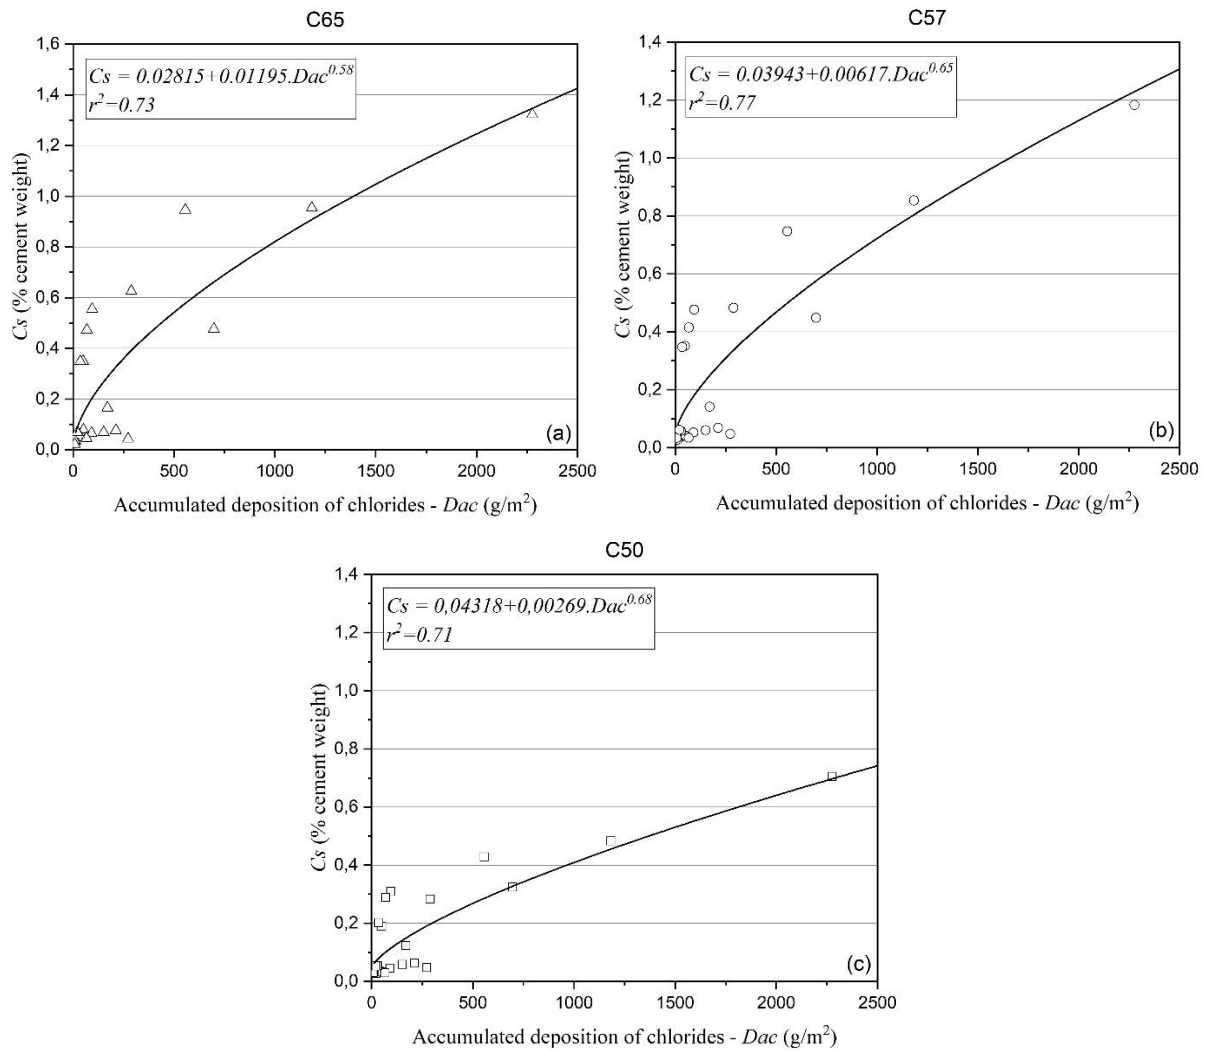 C65
Cs = 0.02815+0.01195.Dac^0.58
r²=0.73
1,6
1,4
1,2
1,0
0,8
0,6
0,4
0,2
0,0
Cs (% cement weight)
(a)
0 500 1000 1500 2000 2500
Accumulated deposition of chlorides - Dac (g/m²)
C57
Cs = 0.03943+0.00617.Dac^0.65
r²=0.77
1,4
1,2
1,0
0,8
0,6
0,4
0,2
0,0
Cs (% cement weight)
(b)
0 500 1000 1500 2000 2500
Accumulated deposition of chlorides - Dac (g/m²)
C50
Cs = 0,04318+0,00269.Dac^0.68
r²=0.71
1,4
1,2
1,0
0,8
0,6
0,4
0,2
0,0
Cs (% cement weight)
(c)
0 500 1000 1500 2000 2500
Accumulated deposition of chlorides - Dac (g/m²)